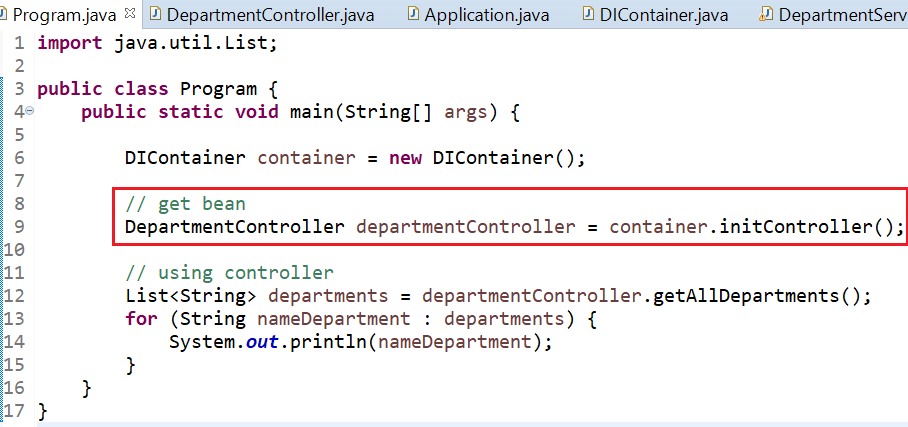 Program.java DepartmentController.java Application.java DIContainer.java DepartmentServ
1 import java.util.List;
2
3 public class Program {
4 public static void main(String[] args) {
5
6 DIContainer container = new DIContainer();
7
8 // get bean
9 DepartmentController departmentController = container.initController();
10
11 // using controller
12 List<String> departments = departmentController.getAllDepartments();
13 for (String nameDepartment : departments) {
14 System.out.println(nameDepartment);
15 }
16 }
17 }